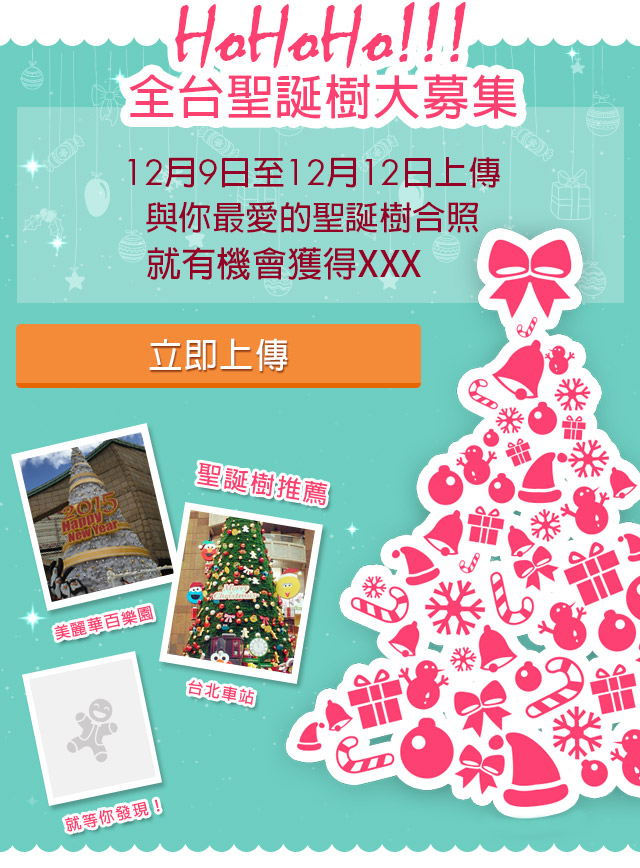 HoHoHo!!!
全台聖誕樹大募集
12月9日至12月12日上傳
與你最愛的聖誕樹合照
就有機會獲得XXX
立即上傳
聖誕樹推薦
2015
Happy
New Year
美麗華百樂園
Merry
Christmas
台北車站
就等你發現！